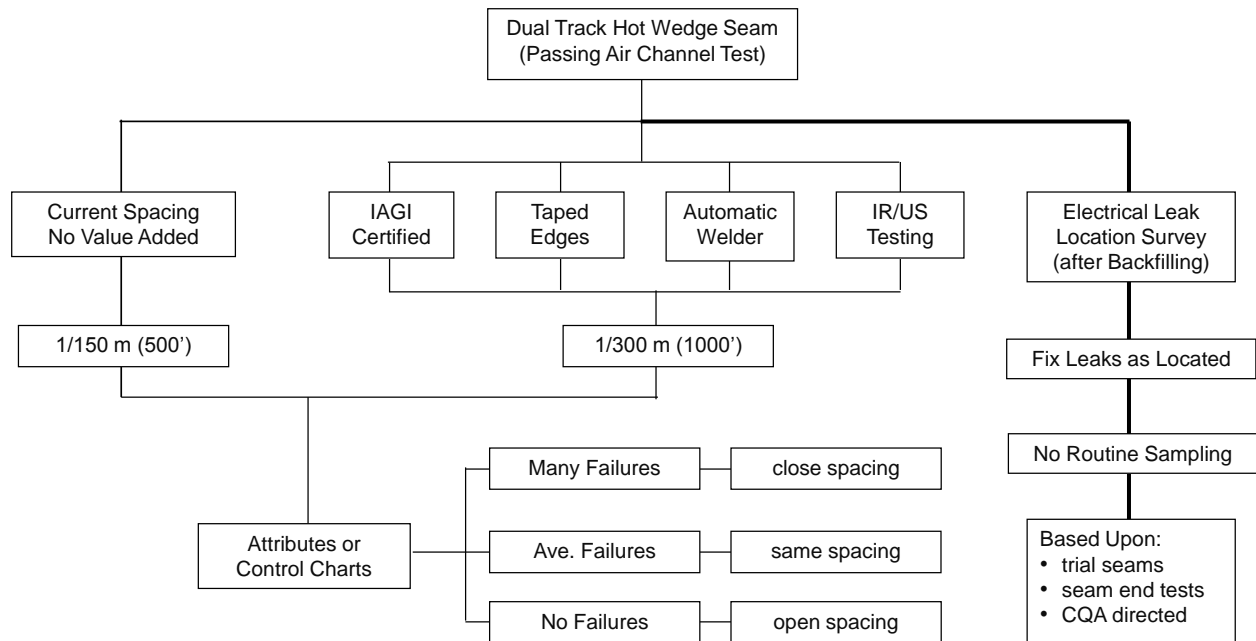 Dual Track Hot Wedge Seam
(Passing Air Channel Test)
Current Spacing
No Value Added
IAGI
Certified
Taped
Edges
Automatic
Welder
IR/US
Testing
Electrical Leak
Location Survey
(after Backfilling)
1/150 m (500’)
1/300 m (1000’)
Fix Leaks as Located
No Routine Sampling
Many Failures
close spacing
Attributes or
Control Charts
Ave. Failures
same spacing
No Failures
open spacing
Based Upon:
• trial seams
• seam end tests
• CQA directed